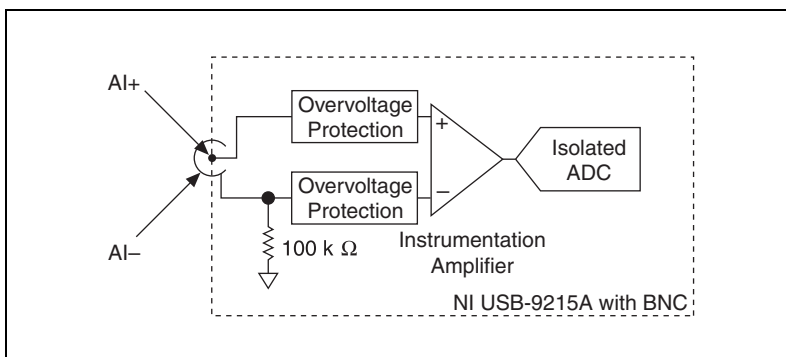 AI+
Overvoltage
Protection
+
Isolated
ADC
Overvoltage
Protection
–
AI–
100 k Ω
Instrumentation
Amplifier
NI USB-9215A with BNC